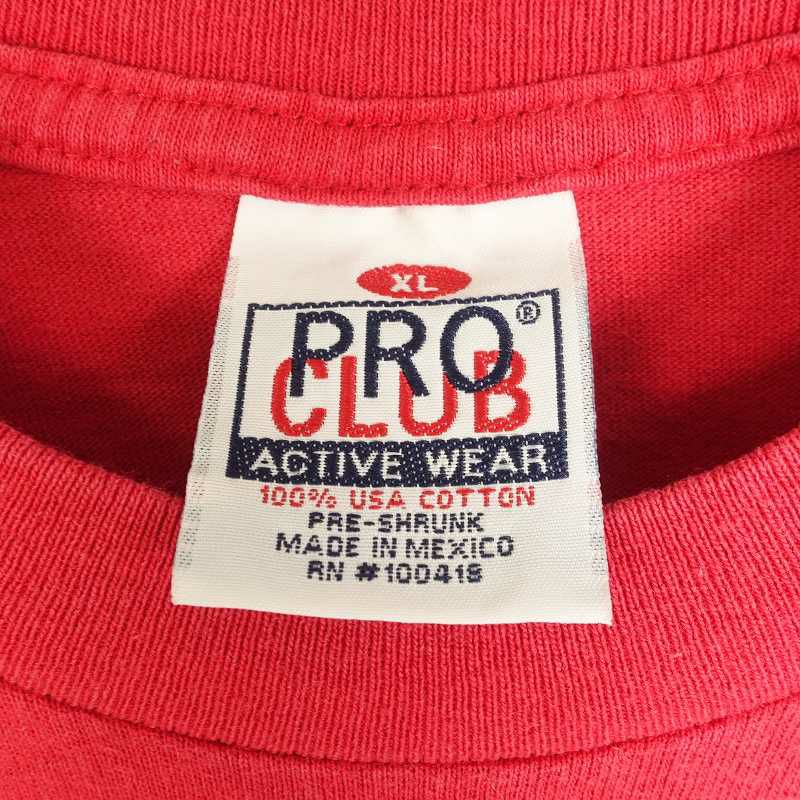 XL
PRO®
CLUB
ACTIVE WEAR
100% USA COTTON
PRE-SHRUNK
MADE IN MEXICO
RN #100418